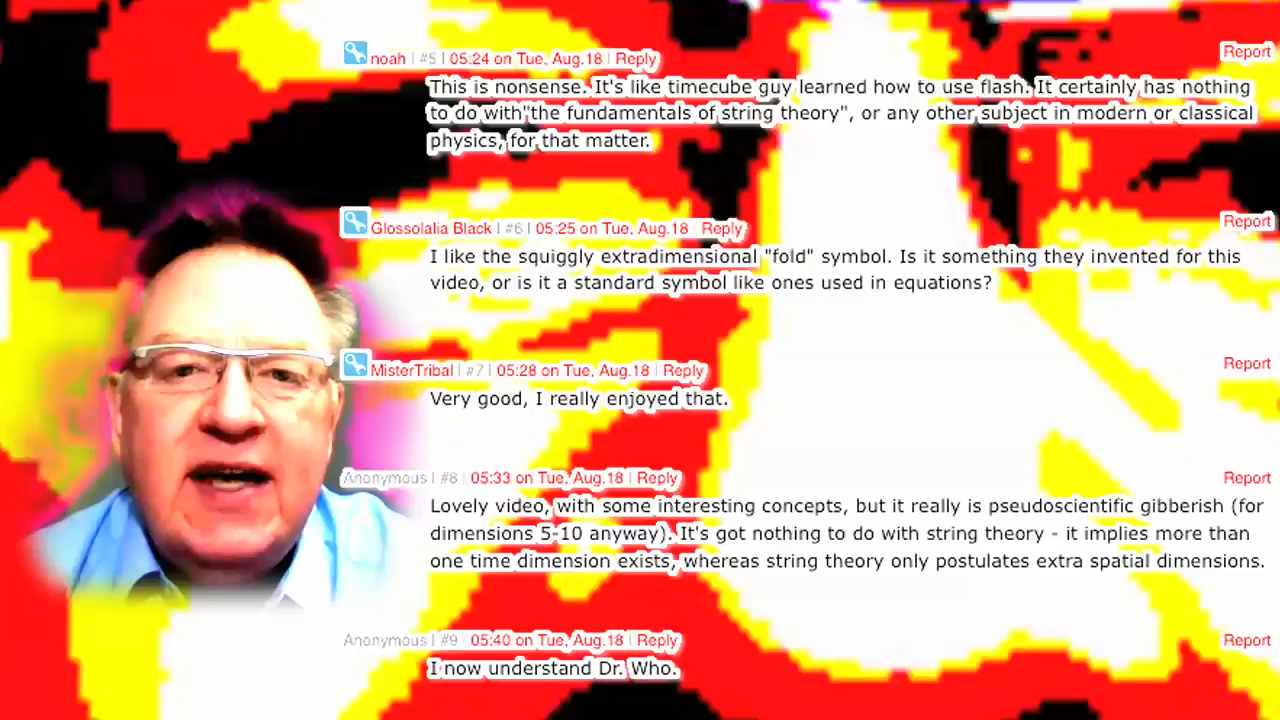 noah | #5 | 05:24 on Tue, Aug.18 | Reply Report
This is nonsense. It's like timecube guy learned how to use flash. It certainly has nothing
to do with"the fundamentals of string theory", or any other subject in modern or classical
physics, for that matter.
Glossolalia Black | #6 | 05:25 on Tue, Aug.18 | Reply Report
I like the squiggly extradimensional "fold" symbol. Is it something they invented for this
video, or is it a standard symbol like ones used in equations?
MisterTribal | #7 | 05:28 on Tue, Aug.18 | Reply Report
Very good, I really enjoyed that.
Anonymous | #8 | 05:33 on Tue, Aug.18 | Reply Report
Lovely video, with some interesting concepts, but it really is pseudoscientific gibberish (for
dimensions 5-10 anyway). It's got nothing to do with string theory - it implies more than
one time dimension exists, whereas string theory only postulates extra spatial dimensions.
Anonymous | #9 | 05:40 on Tue, Aug.18 | Reply Report
I now understand Dr. Who.